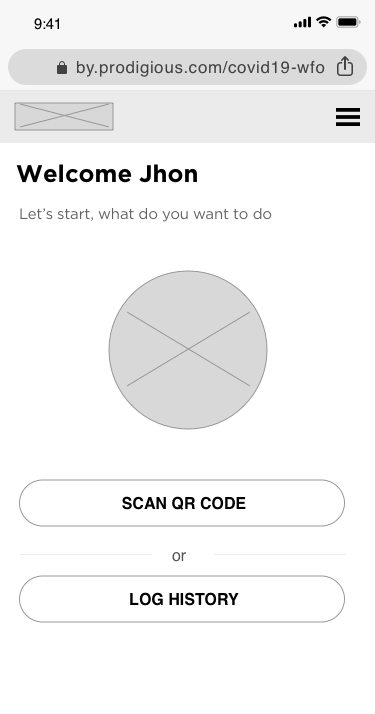 9:41
by.prodigious.com/covid19-wfo
Welcome Jhon
Let's start, what do you want to do
SCAN QR CODE
or
LOG HISTORY